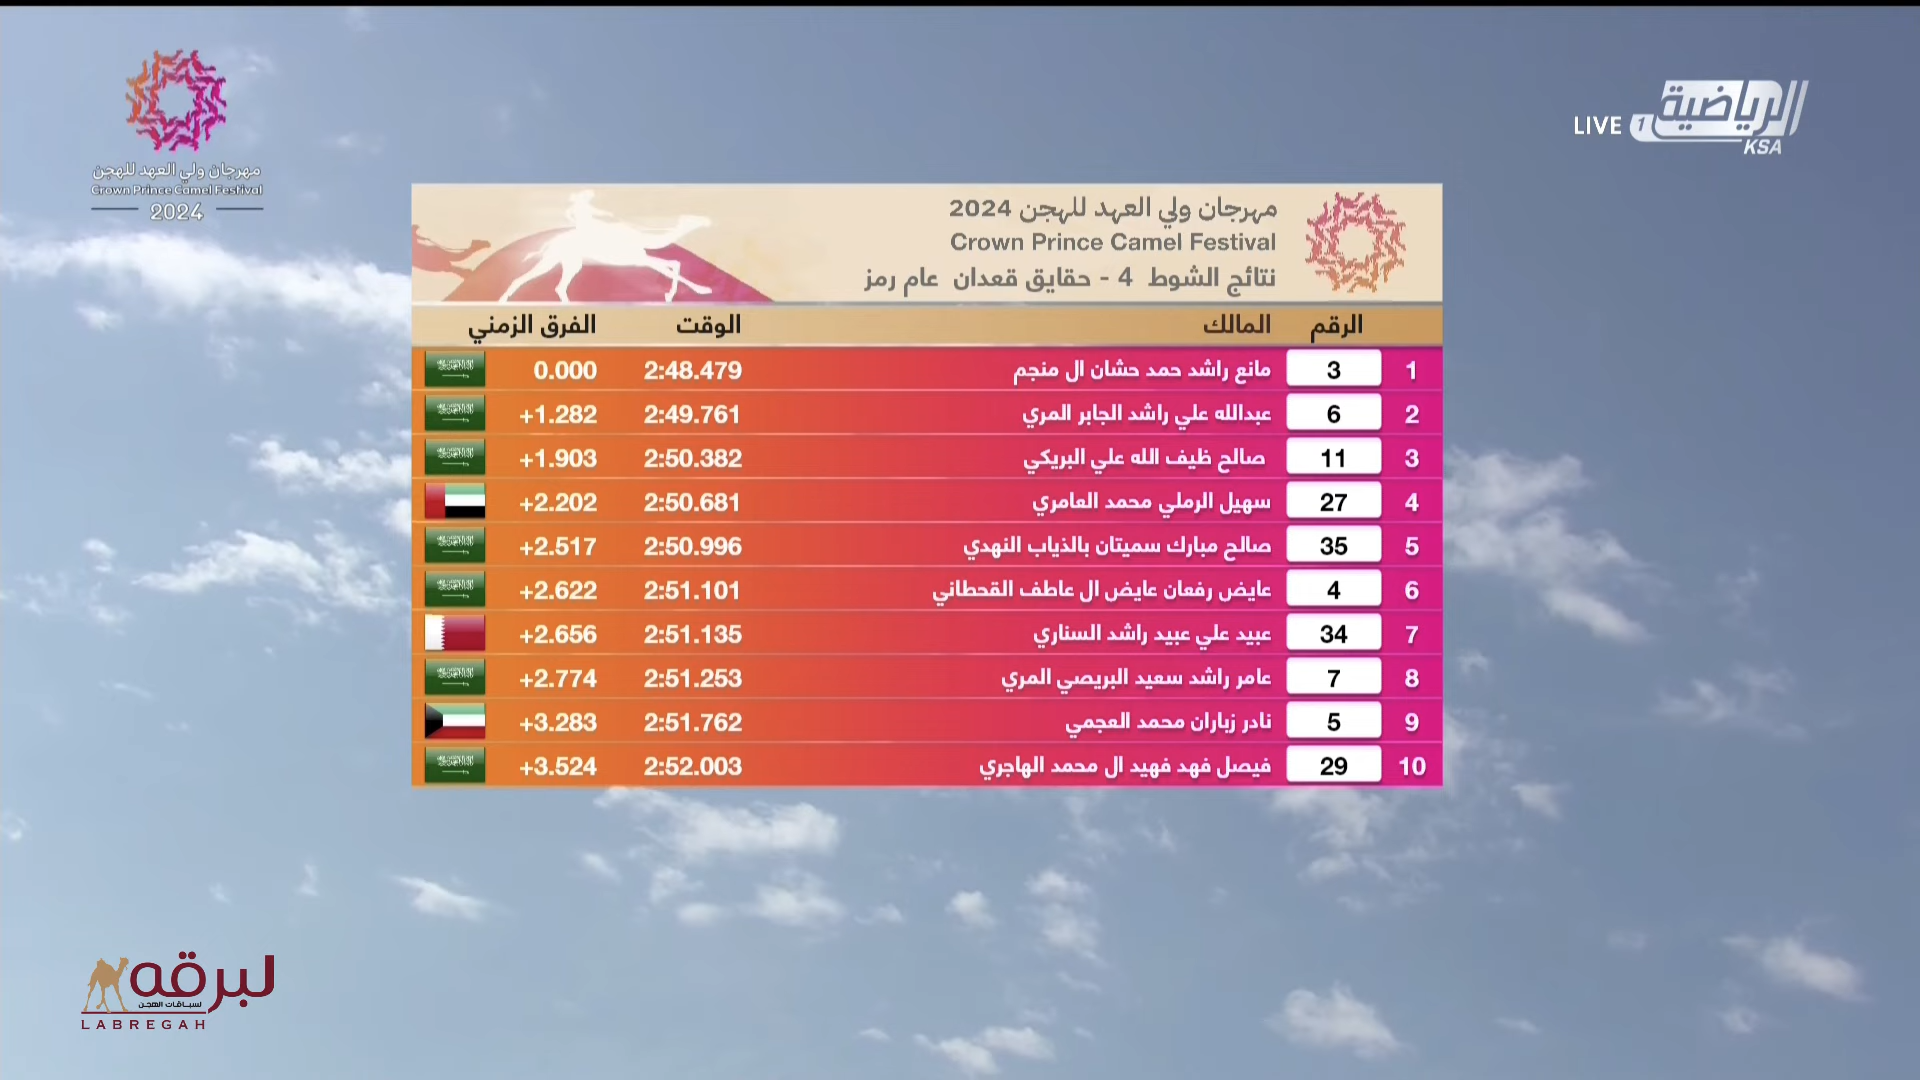 مهرجان ولي العهد للهجن
Crown Prince Camel Festival
2024
LIVE 1 الرياضية
KSA
مهرجان ولي العهد للهجن 2024
Crown Prince Camel Festival
نتائج الشوط 4 - حقايق قعدان عام رمز
الرقم المالك الوقت الفرق الزمني
1 3 مانع راشد حمد حشان ال منجم 2:48.479 0.000
2 6 عبدالله علي راشد الجابر المري 2:49.761 +1.282
3 11 صالح ظيف الله علي البريكي 2:50.382 +1.903
4 27 سهيل الرملي محمد العامري 2:50.681 +2.202
5 35 صالح مبارك سميتان بالذياب النهدي 2:50.996 +2.517
6 4 عايض رفعان عايض ال عاطف القحطاني 2:51.101 +2.622
7 34 عبيد علي عبيد راشد السناري 2:51.135 +2.656
8 7 عامر راشد سعيد البريصي المري 2:51.253 +2.774
9 5 نادر زباران محمد العجمي 2:51.762 +3.283
10 29 فيصل فهد فهيد ال محمد الهاجري 2:52.003 +3.524
لبرقه
لسباقات الهجن
LABREGAH